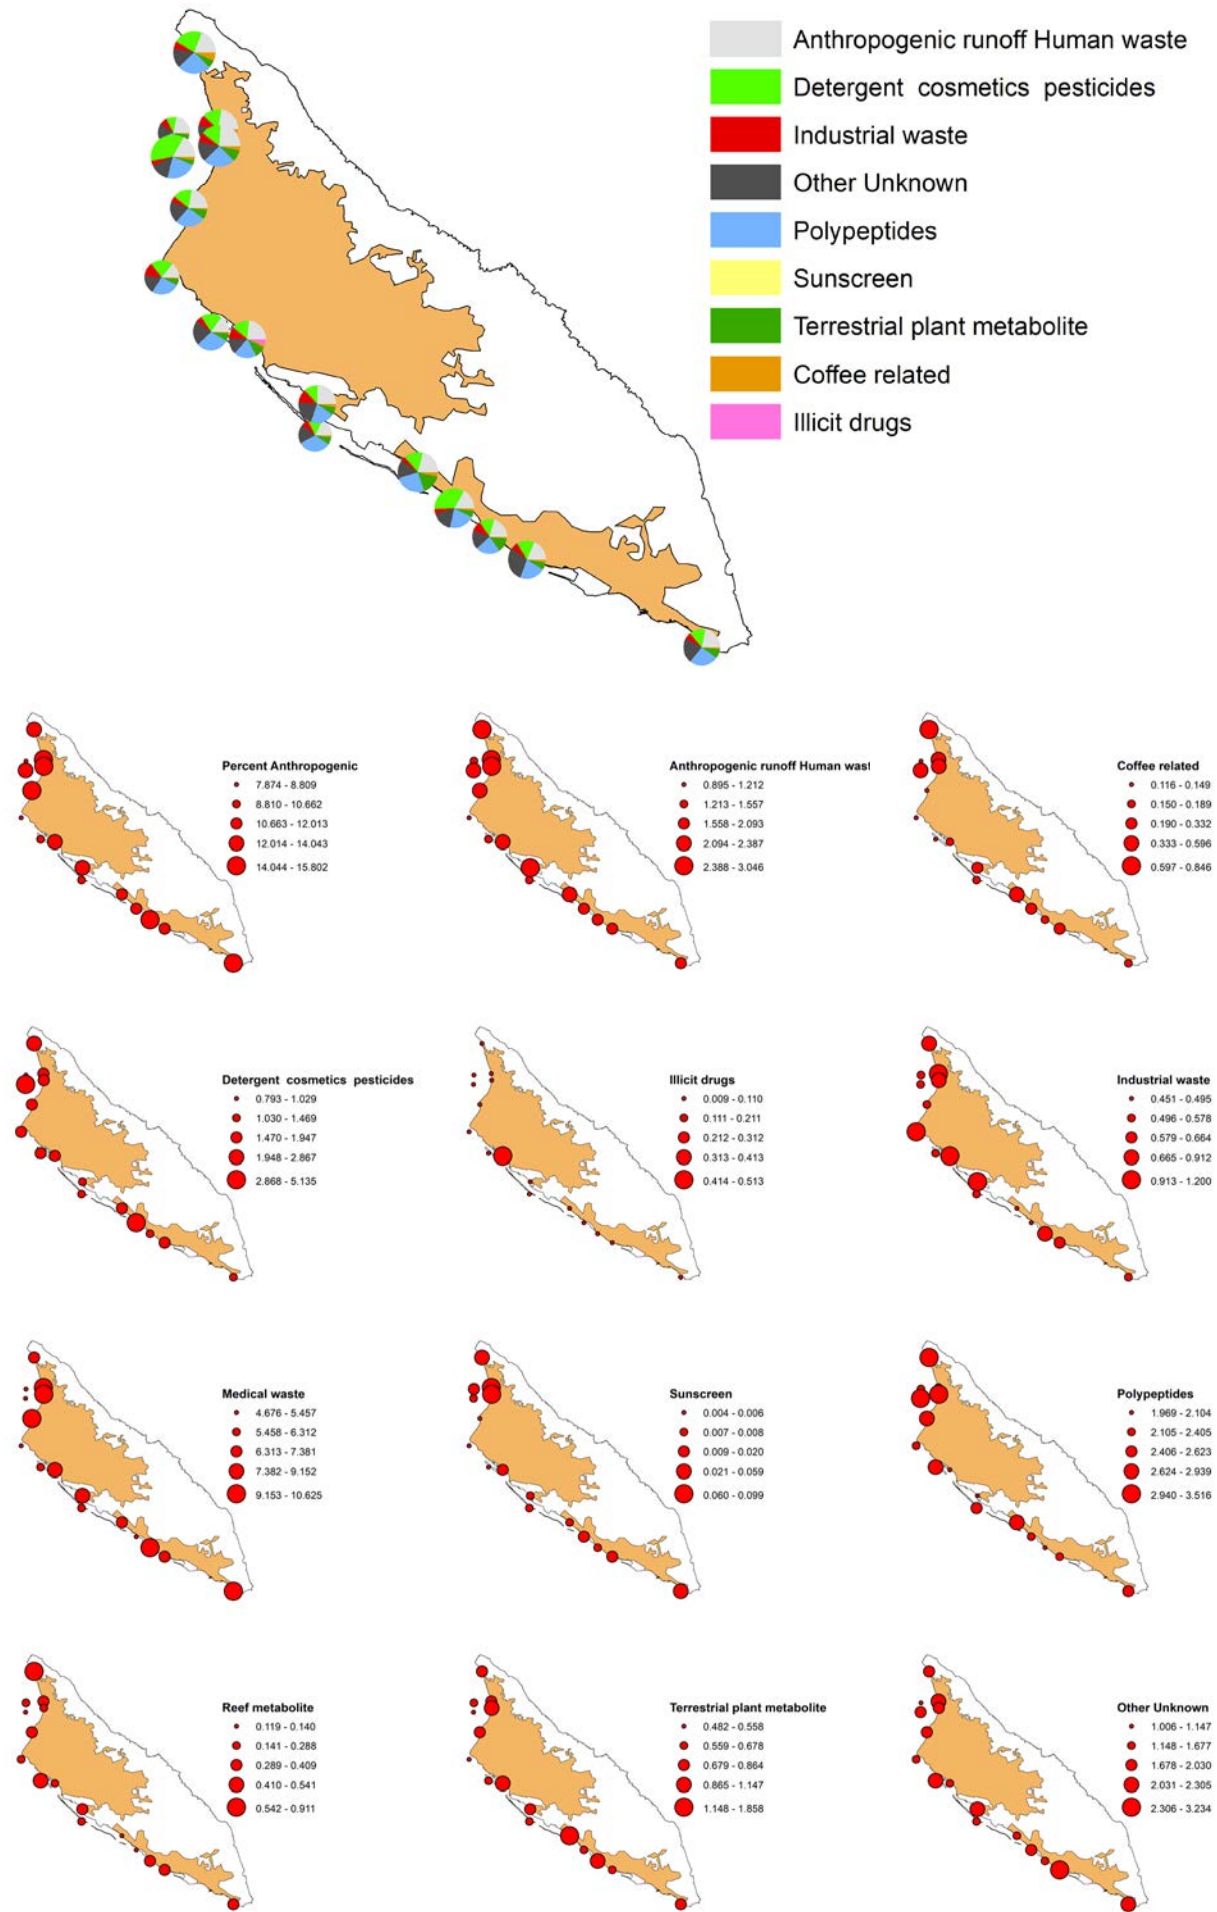 Anthropogenic runoff Human waste
Detergent cosmetics pesticides
Industrial waste
Other Unknown
Polypeptides
Sunscreen
Terrestrial plant metabolite
Coffee related
Illicit drugs
Percent Anthropogenic
7.874 - 8.809
8.810 - 10.662
10.663 - 12.013
12.014 - 14.043
14.044 - 15.802
Anthropogenic runoff Human wast
0.895 - 1.212
1.213 - 1.557
1.558 - 2.093
2.094 - 2.387
2.388 - 3.046
Coffee related
0.116 - 0.149
0.150 - 0.189
0.190 - 0.332
0.333 - 0.596
0.597 - 0.846
Detergent cosmetics pesticides
0.793 - 1.029
1.030 - 1.469
1.470 - 1.947
1.948 - 2.867
2.868 - 5.135
Illicit drugs
0.009 - 0.110
0.111 - 0.211
0.212 - 0.312
0.313 - 0.413
0.414 - 0.513
Industrial waste
0.451 - 0.495
0.496 - 0.578
0.579 - 0.664
0.665 - 0.912
0.913 - 1.200
Medical waste
4.676 - 5.457
5.458 - 6.312
6.313 - 7.381
7.382 - 9.152
9.153 - 10.625
Sunscreen
0.004 - 0.006
0.007 - 0.008
0.009 - 0.020
0.021 - 0.059
0.060 - 0.099
Polypeptides
1.969 - 2.104
2.105 - 2.405
2.406 - 2.623
2.624 - 2.939
2.940 - 3.516
Reef metabolite
0.119 - 0.140
0.141 - 0.288
0.289 - 0.409
0.410 - 0.541
0.542 - 0.911
Terrestrial plant metabolite
0.482 - 0.558
0.559 - 0.678
0.679 - 0.864
0.865 - 1.147
1.148 - 1.858
Other Unknown
1.006 - 1.147
1.148 - 1.677
1.678 - 2.030
2.031 - 2.305
2.306 - 3.234